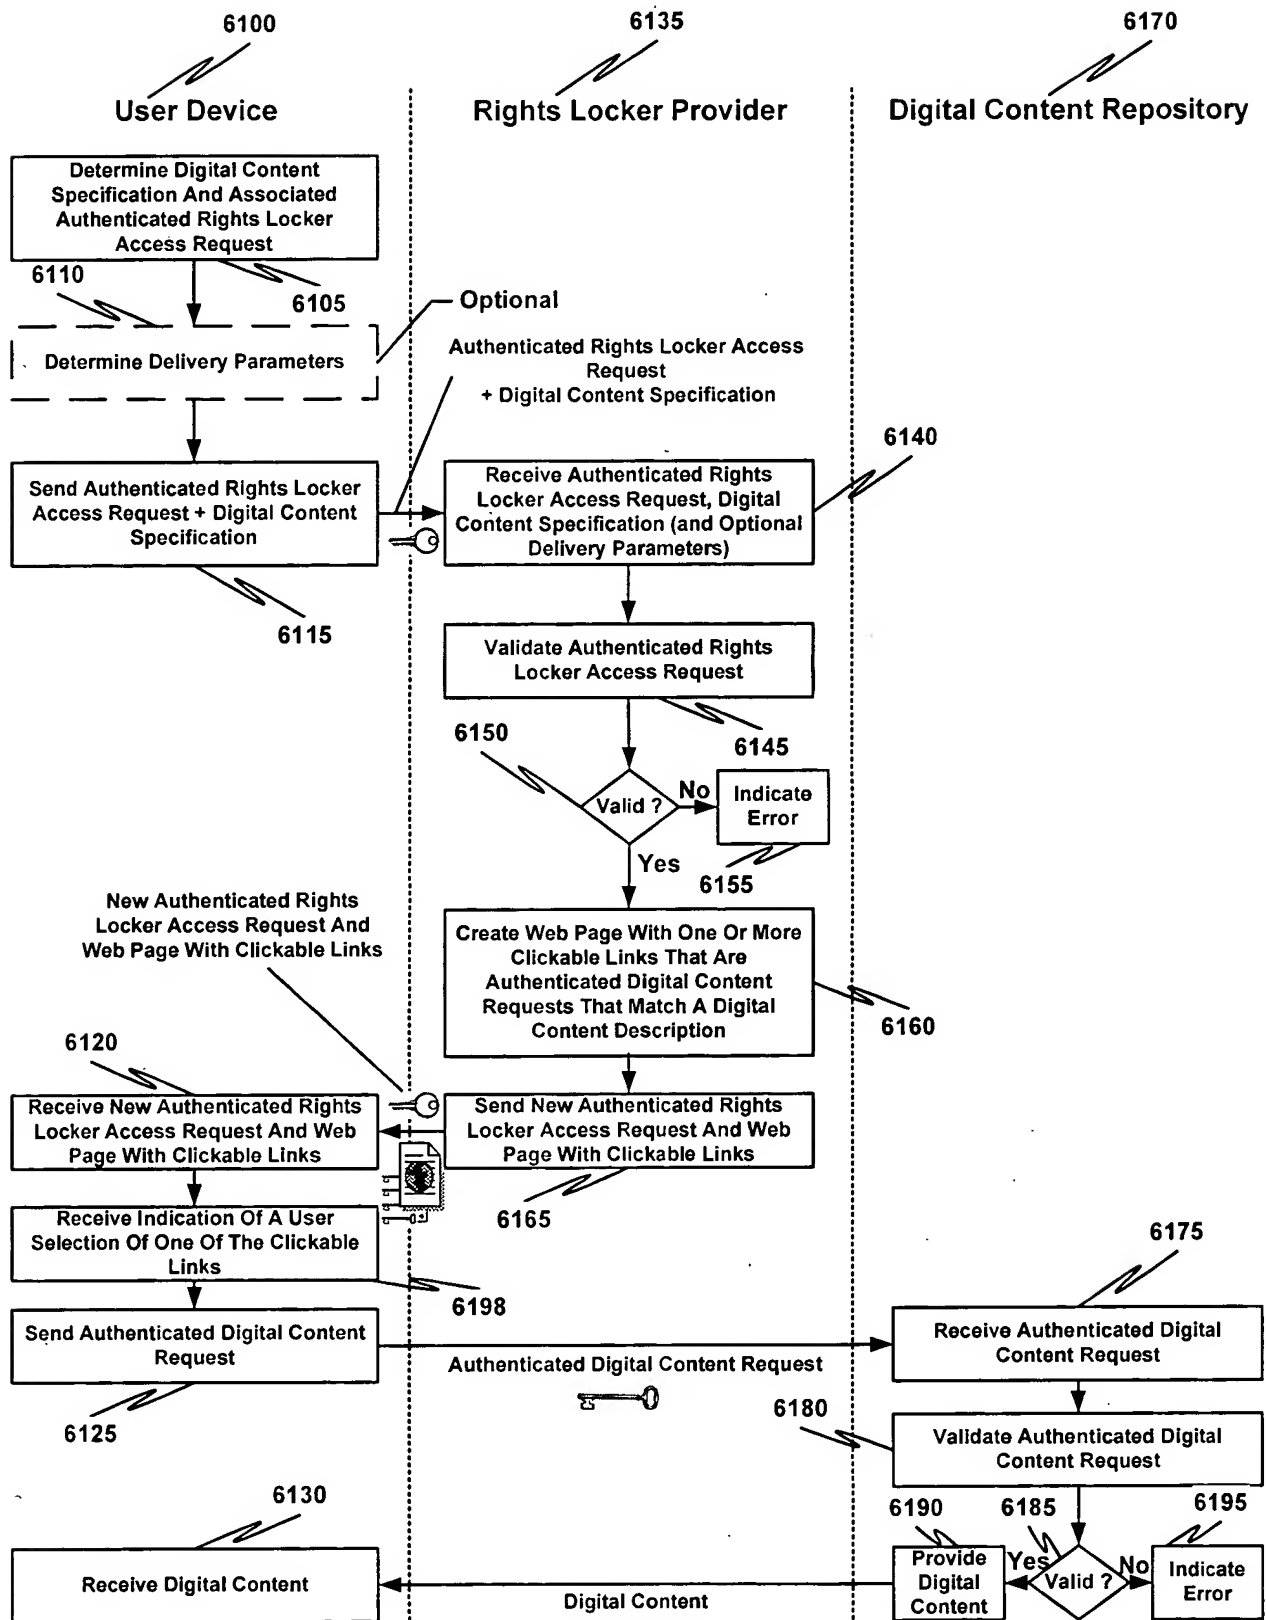 6100
6135
6170
User Device
Rights Locker Provider
Digital Content Repository
Determine Digital Content
Specification And Associated
Authenticated Rights Locker
Access Request
6110
6105
Optional
Determine Delivery Parameters
Authenticated Rights Locker Access
Request
+ Digital Content Specification
6140
Send Authenticated Rights Locker
Access Request + Digital Content
Specification
Receive Authenticated Rights
Locker Access Request, Digital
Content Specification (and Optional
Delivery Parameters)
6115
Validate Authenticated Rights
Locker Access Request
6150
6145
Valid ?
No
Indicate
Error
Yes
6155
New Authenticated Rights
Locker Access Request And
Web Page With Clickable Links
Create Web Page With One Or More
Clickable Links That Are
Authenticated Digital Content
Requests That Match A Digital
Content Description
6160
6120
Receive New Authenticated Rights
Locker Access Request And Web
Page With Clickable Links
Send New Authenticated Rights
Locker Access Request And Web
Page With Clickable Links
6165
Receive Indication Of A User
Selection Of One Of The Clickable
Links
6175
6198
Send Authenticated Digital Content
Request
Receive Authenticated Digital
Content Request
Authenticated Digital Content Request
6125
6180
Validate Authenticated Digital
Content Request
6130
6190
6185
6195
Receive Digital Content
Digital Content
Provide
Digital
Content
Yes
Valid ?
No
Indicate
Error